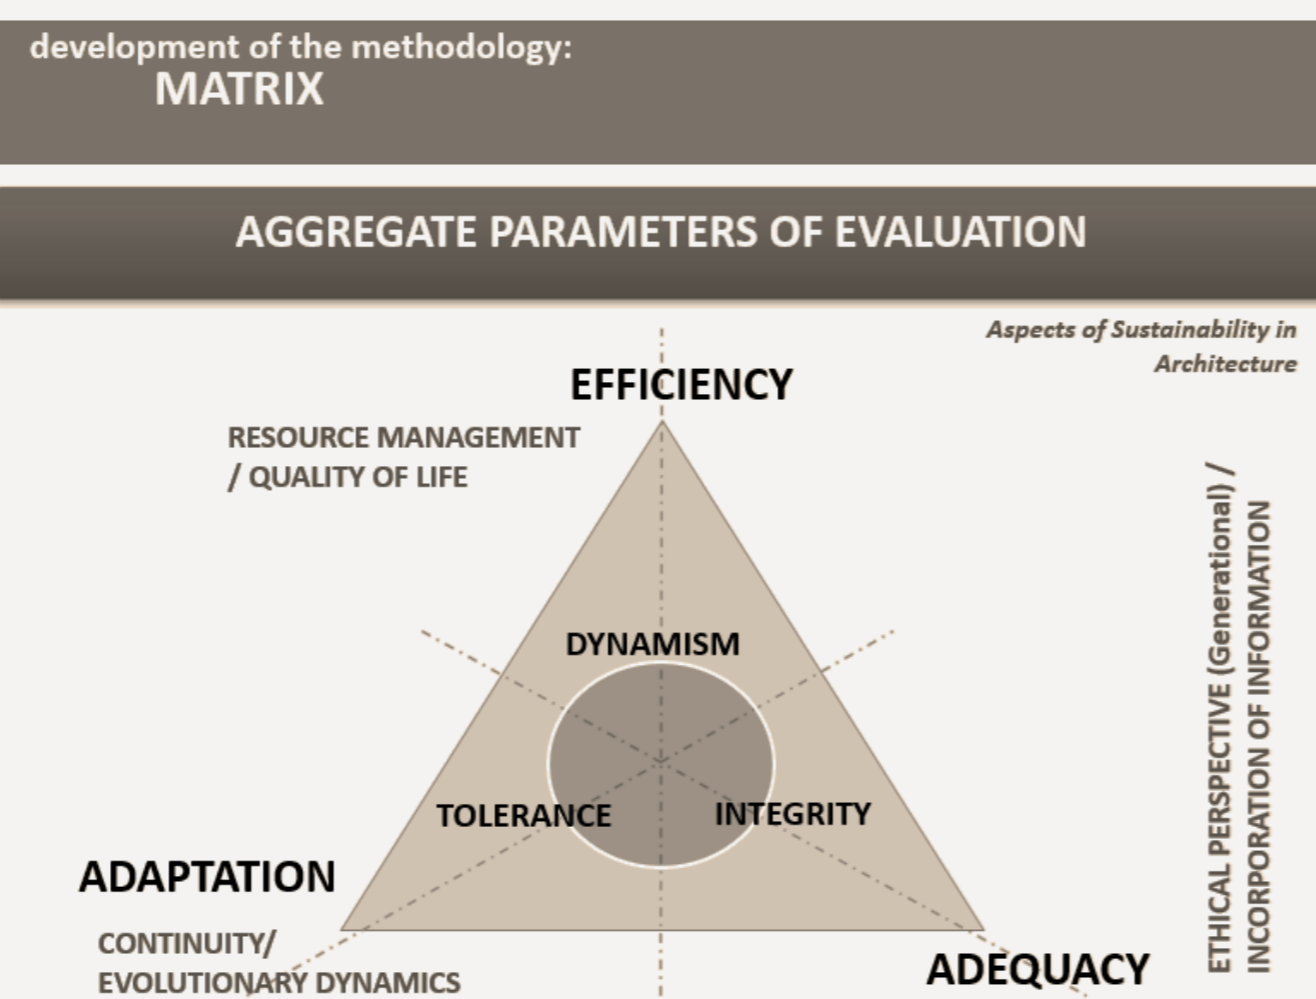 development of the methodology:
MATRIX
AGGREGATE PARAMETERS OF EVALUATION
Aspects of Sustainability in
Architecture
EFFICIENCY
RESOURCE MANAGEMENT
/ QUALITY OF LIFE
ETHICAL PERSPECTIVE (Generational) /
INCORPORATION OF INFORMATION
DYNAMISM
TOLERANCE
INTEGRITY
ADAPTATION
CONTINUITY/
EVOLUTIONARY DYNAMICS
ADEQUACY